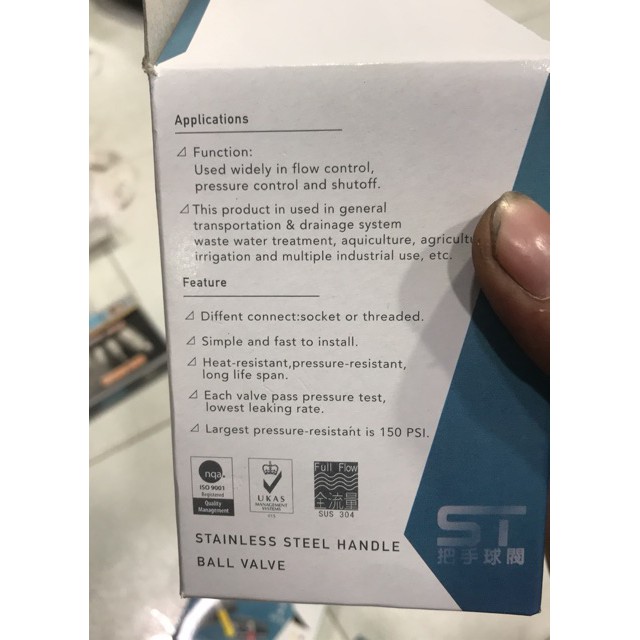 Applications
Function:
Used widely in flow control,
pressure control and shutoff.
This product in used in general
transportation & drainage system
waste water treatment, aquiculture,
irrigation and multiple industrial use, etc.
Feature
Diffent connect:socket or threaded.
Simple and fast to install.
Heat-resistant,pressure-resistant,
long life span.
Each valve pass pressure test,
lowest leaking rate.
Largest pressure-resistant is 150 PSI.
nqa.
ISO 9001
Registered
Quality
Management
UKAS
MANAGEMENT
SYSTEMS
Full Flow
全流量
SUS 304
ST
把手球閥
STAINLESS STEEL HANDLE
BALL VALVE